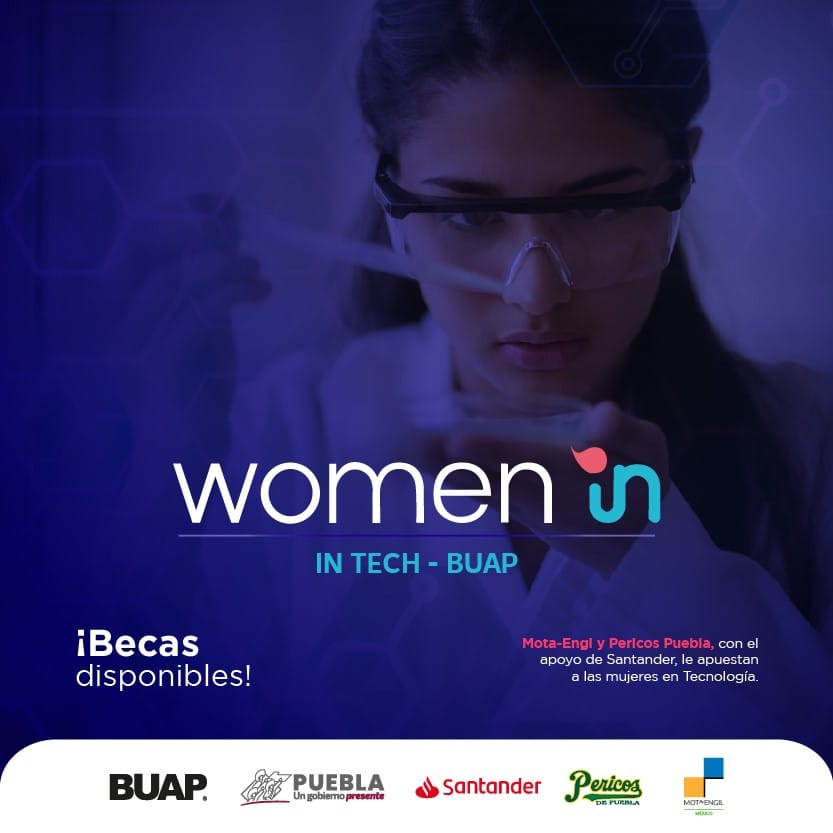 women in
IN TECH - BUAP
¡Becas
disponibles!
Mota-Engl y Pericos Puebla, con el
apoyo de Santander, le apuestan
a las mujeres en Tecnología.
BUAP.
PUEBLA
Un gobierno presente
Santander
Pericos
DE PUEBLA
MOTA-ENGIL
MÉXICO